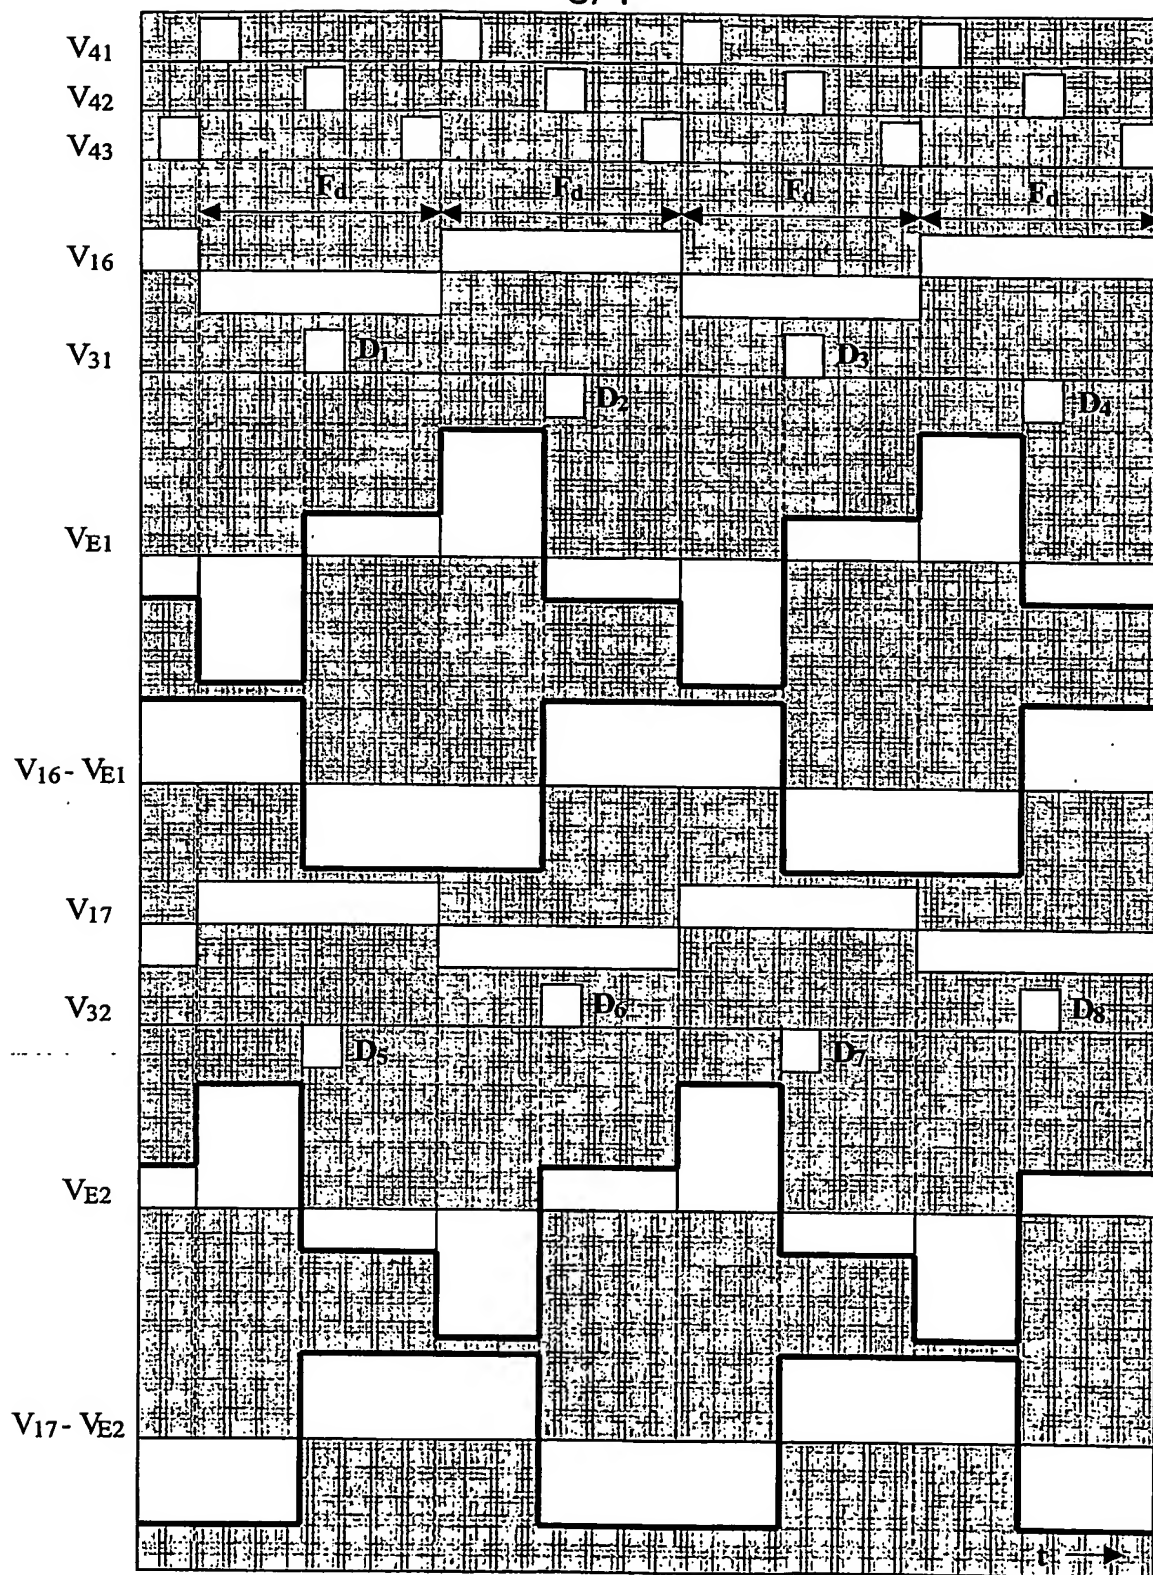 V41
V42
V43
Fd Fd Fd Fd
V16
V31 D1 D3
D2 D4
VE1
V16 - VE1
V17
V32 D6 D8
D5 D7
VE2
V17 - VE2
t